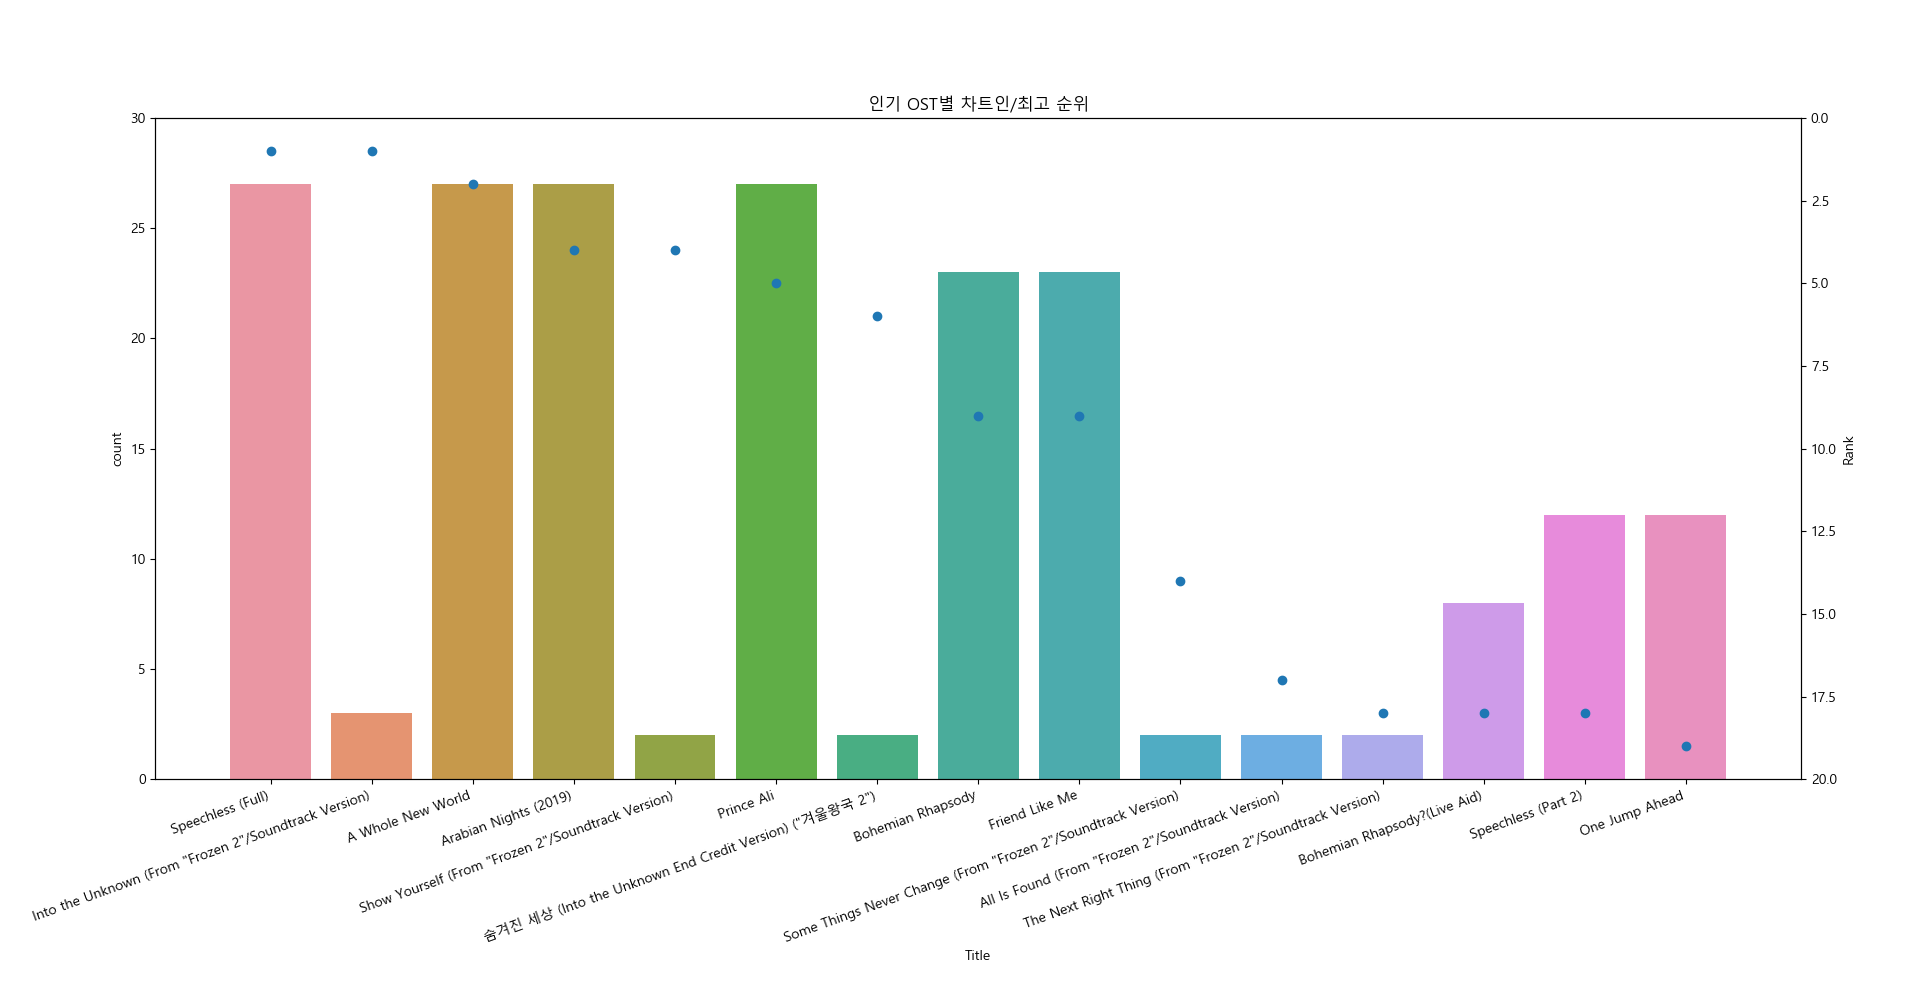 인기 OST별 차트인/최고 순위
30
25
20
15
10
5
0
count
0.0
2.5
5.0
7.5
10.0
12.5
15.0
17.5
20.0
Rank
Speechless (Full)
Into the Unknown (From "Frozen 2"/Soundtrack Version)
A Whole New World
Arabian Nights (2019)
Show Yourself (From "Frozen 2"/Soundtrack Version)
Prince Ali
숨겨진 세상 (Into the Unknown End Credit Version) ("겨울왕국 2")
Bohemian Rhapsody
Friend Like Me
Some Things Never Change (From "Frozen 2"/Soundtrack Version)
All Is Found (From "Frozen 2"/Soundtrack Version)
The Next Right Thing (From "Frozen 2"/Soundtrack Version)
Bohemian Rhapsody?(Live Aid)
Speechless (Part 2)
One Jump Ahead
Title